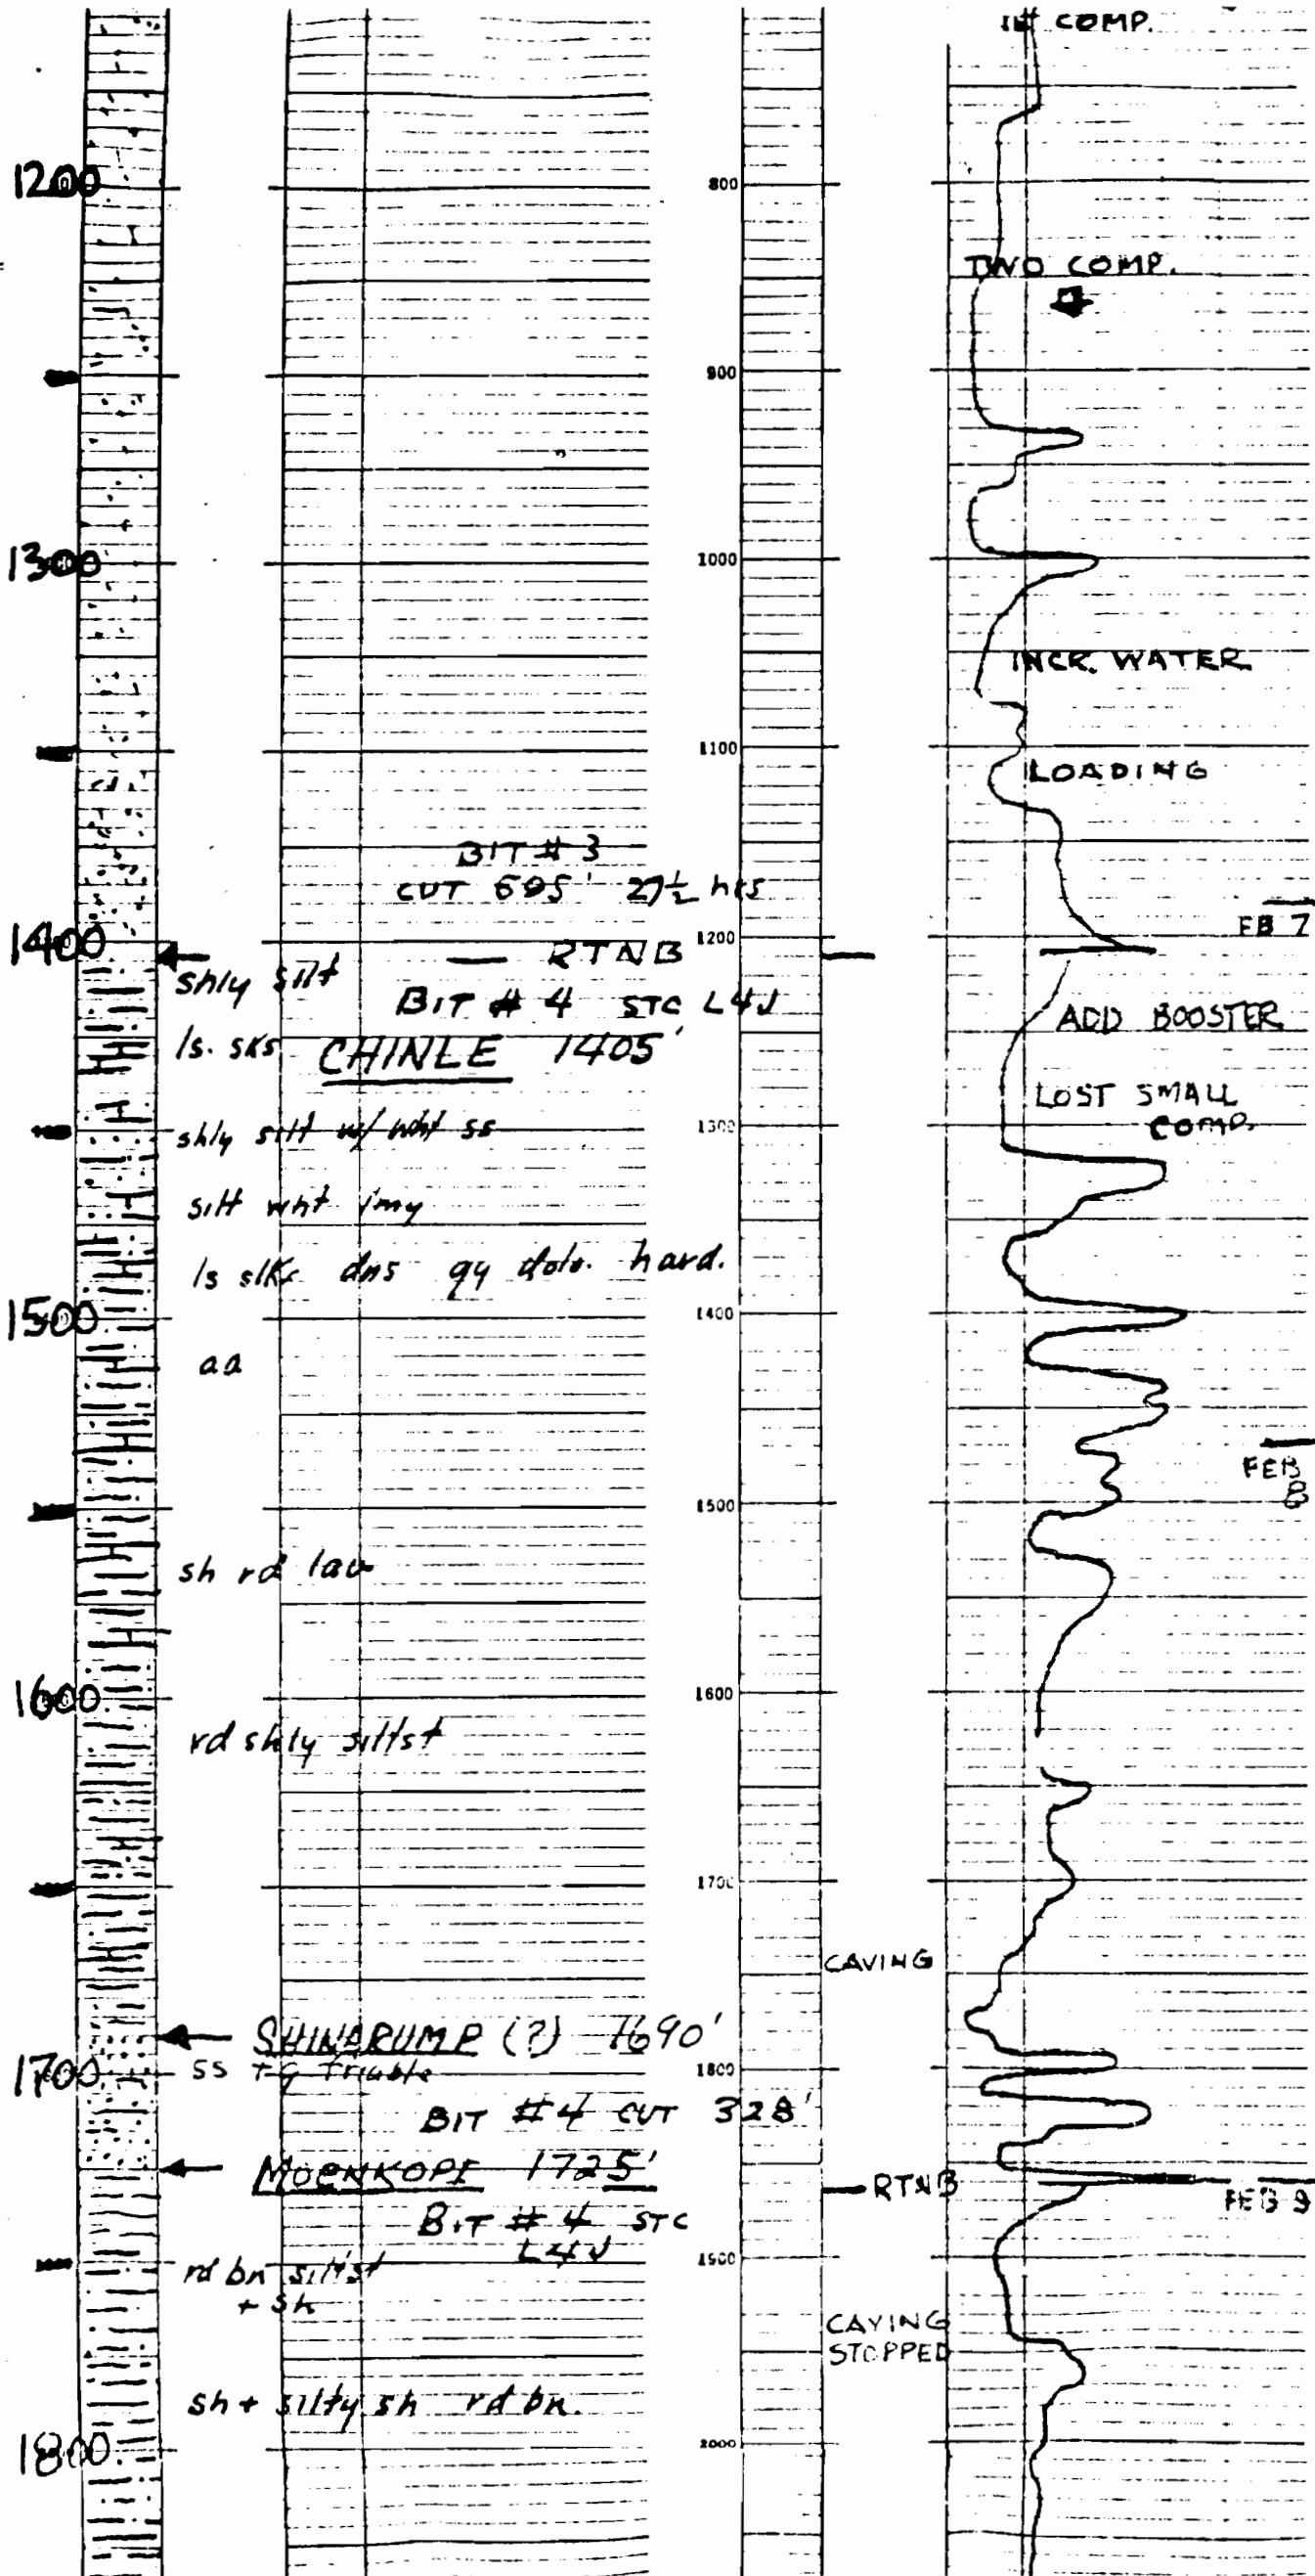 COMP.
1200
800
TWO COMP.
900
1300
1000
INCR. WATER
1100
LOADING
BIT # 3
CUT 595' 27½ hrs
FB 7
1400
1200
RTNB
shly silt
BIT # 4 STC L4J
ADD BOOSTER
ls. sks
CHINLE 1405'
LOST SMALL
COMP.
1300
shly silt w/ wht ss
silt wht lmy
ls slks dns gy dolo. hard.
1500
1400
aa
FEB
8
1500
sh rd lav
1600
1600
rd shly siltst
1700
CAVING
SHINARUMP (?) 1690'
1700
ss fg friable
1800
BIT #4 CUT 328'
MOENKOPI 1725'
RTNB
FEB 9
BIT # 4 STC
L4J
1900
rd bn siltst
+ sh
CAVING
STOPPED
sh + silty sh rd bn.
1800
2000